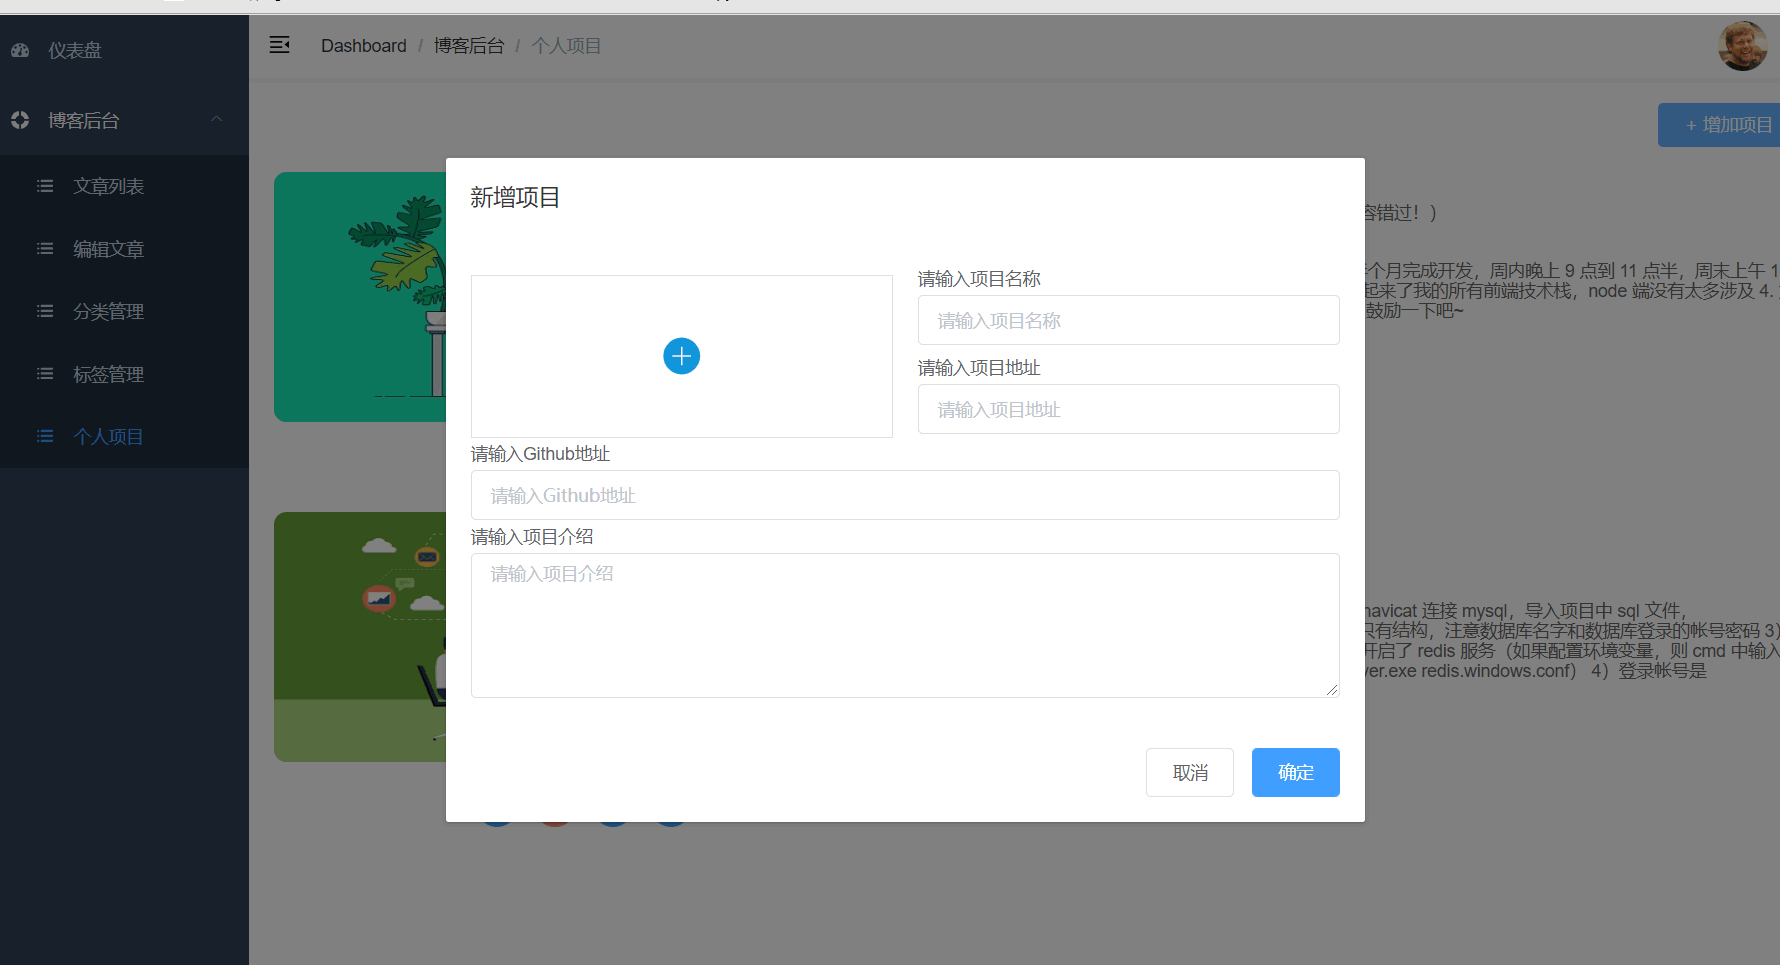 仪表盘
博客后台
文章列表
编辑文章
分类管理
标签管理
个人项目
Dashboard / 博客后台 / 个人项目
+ 增加项目
容错过！）
个月完成开发，周内晚上 9 点到 11 点半，周末上午 1
起来了我的所有前端技术栈，node 端没有太多涉及 4.
鼓励一下吧~
新增项目
请输入项目名称
请输入项目名称
请输入项目地址
请输入项目地址
请输入Github地址
请输入Github地址
请输入项目介绍
请输入项目介绍
取消
确定
navicat 连接 mysql，导入项目中 sql 文件，
只有结构，注意数据库名字和数据库登录的帐号密码 3）
开启了 redis 服务（如果配置环境变量，则 cmd 中输入
ver.exe redis.windows.conf） 4）登录帐号是